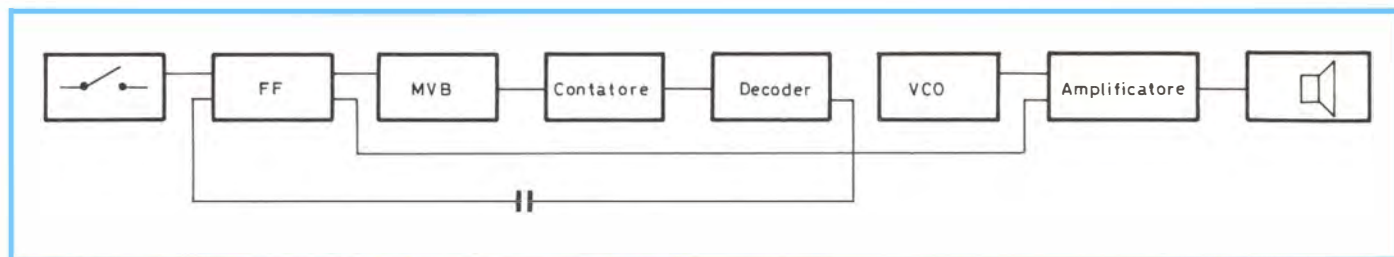 FF
MVB
Contatore
Decoder
VCO
Amplificatore